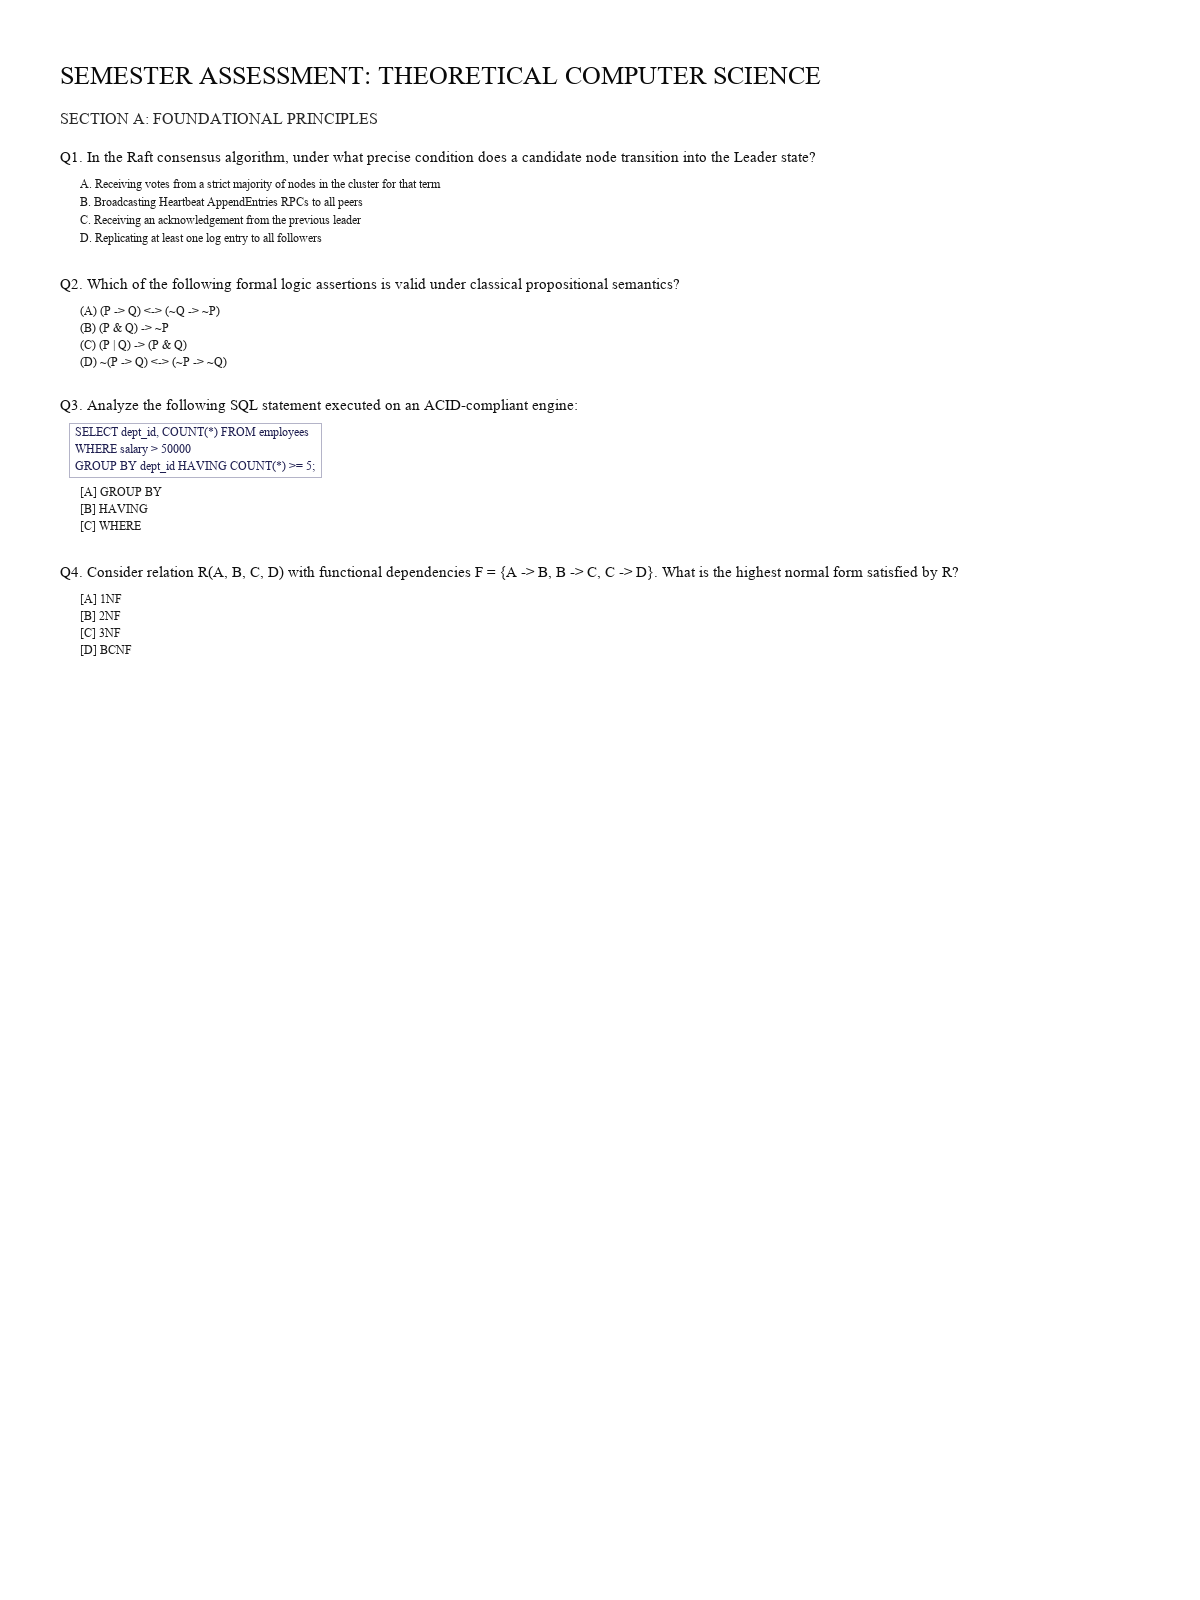 SEMESTER ASSESSMENT: THEORETICAL COMPUTER SCIENCE
SECTION A: FOUNDATIONAL PRINCIPLES
Q1. In the Raft consensus algorithm, under what precise condition does a candidate node transition into the Leader state?
A. Receiving votes from a strict majority of nodes in the cluster for that term
B. Broadcasting Heartbeat AppendEntries RPCs to all peers
C. Receiving an acknowledgement from the previous leader
D. Replicating at least one log entry to all followers
Q2. Which of the following formal logic assertions is valid under classical propositional semantics?
(A) (P -> Q) <-> (~Q -> ~P)
(B) (P & Q) -> ~P
(C) (P | Q) -> (P & Q)
(D) ~(P -> Q) <-> (~P -> ~Q)
Q3. Analyze the following SQL statement executed on an ACID-compliant engine:
SELECT dept_id, COUNT(*) FROM employees
WHERE salary > 50000
GROUP BY dept_id HAVING COUNT(*) >= 5;
[A] GROUP BY
[B] HAVING
[C] WHERE
Q4. Consider relation R(A, B, C, D) with functional dependencies F = {A -> B, B -> C, C -> D}. What is the highest normal form satisfied by R?
[A] 1NF
[B] 2NF
[C] 3NF
[D] BCNF